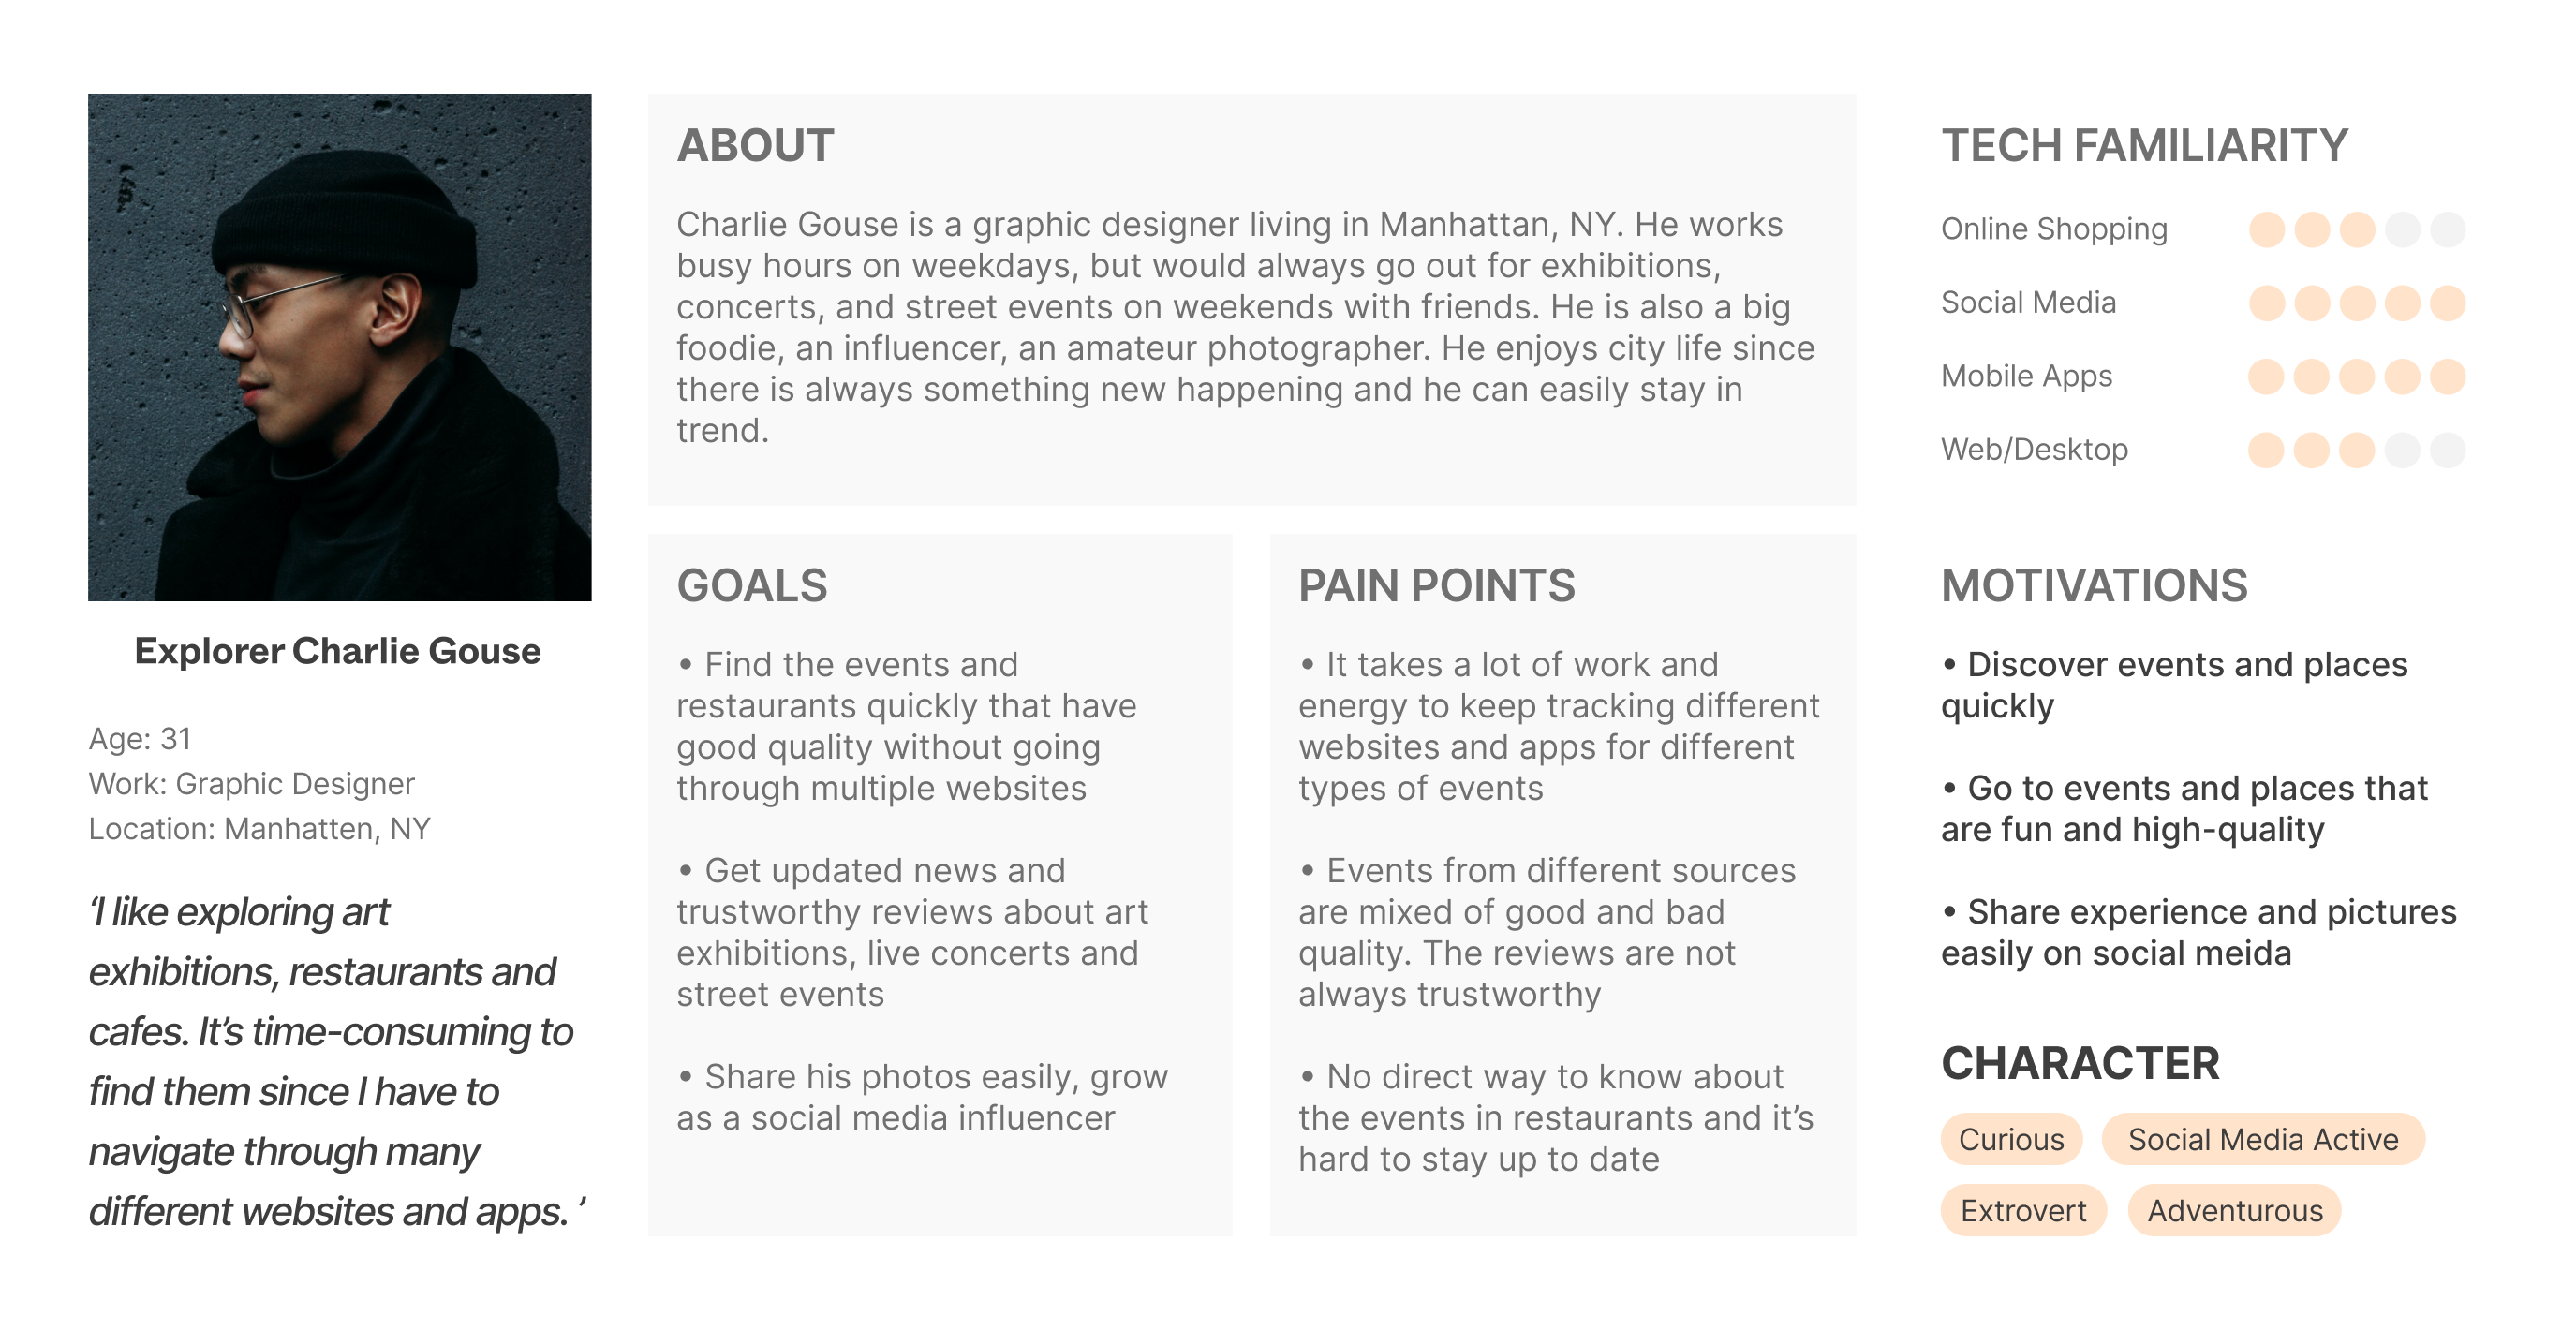 Explorer Charlie Gouse
Age: 31
Work: Graphic Designer
Location: Manhatten, NY
‘I like exploring art
exhibitions, restaurants and
cafes. It’s time-consuming to
find them since I have to
navigate through many
different websites and apps. ’
ABOUT
Charlie Gouse is a graphic designer living in Manhattan, NY. He works
busy hours on weekdays, but would always go out for exhibitions,
concerts, and street events on weekends with friends. He is also a big
foodie, an influencer, an amateur photographer. He enjoys city life since
there is always something new happening and he can easily stay in
trend.
GOALS
• Find the events and
restaurants quickly that have
good quality without going
through multiple websites
• Get updated news and
trustworthy reviews about art
exhibitions, live concerts and
street events
• Share his photos easily, grow
as a social media influencer
PAIN POINTS
• It takes a lot of work and
energy to keep tracking different
websites and apps for different
types of events
• Events from different sources
are mixed of good and bad
quality. The reviews are not
always trustworthy
• No direct way to know about
the events in restaurants and it’s
hard to stay up to date
TECH FAMILIARITY
Online Shopping
Social Media
Mobile Apps
Web/Desktop
MOTIVATIONS
• Discover events and places
quickly
• Go to events and places that
are fun and high-quality
• Share experience and pictures
easily on social meida
CHARACTER
Curious
Social Media Active
Extrovert
Adventurous